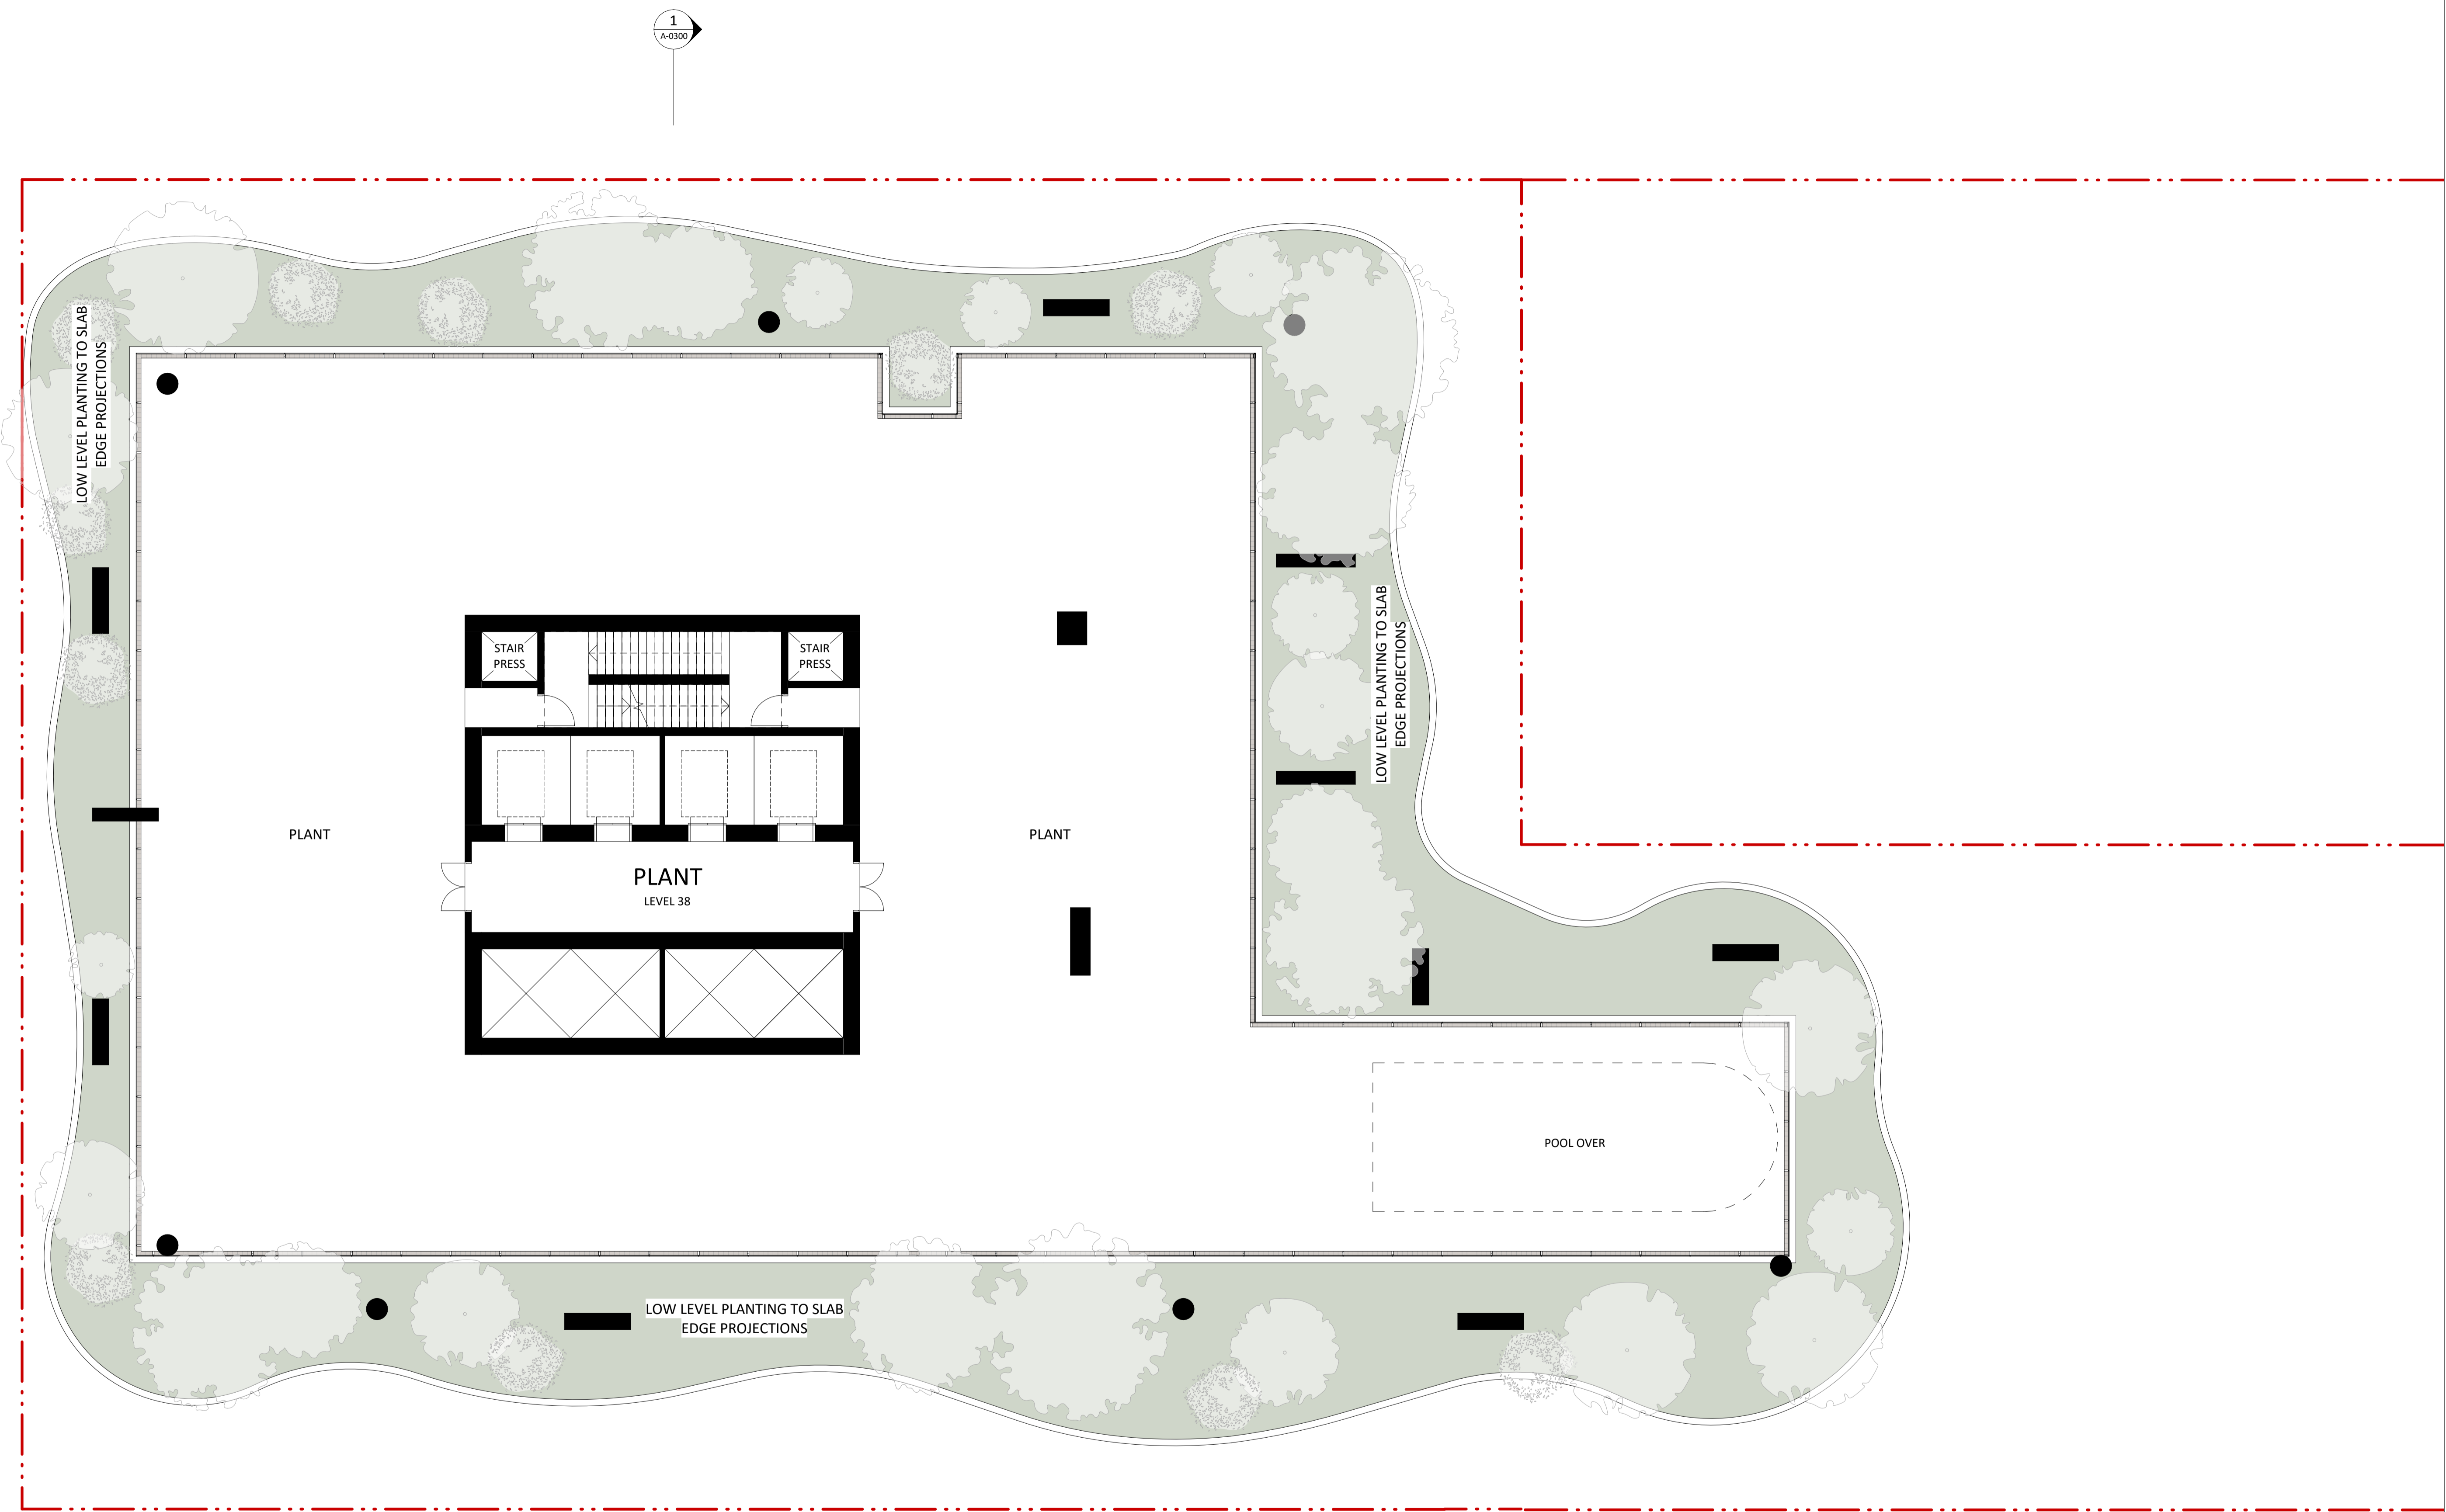 1
A-0300
LOW LEVEL PLANTING TO SLAB
EDGE PROJECTIONS
STAIR
PRESS
STAIR
PRESS
LOW LEVEL PLANTING TO SLAB
EDGE PROJECTIONS
PLANT
PLANT
PLANT
LEVEL 38
POOL OVER
LOW LEVEL PLANTING TO SLAB
EDGE PROJECTIONS